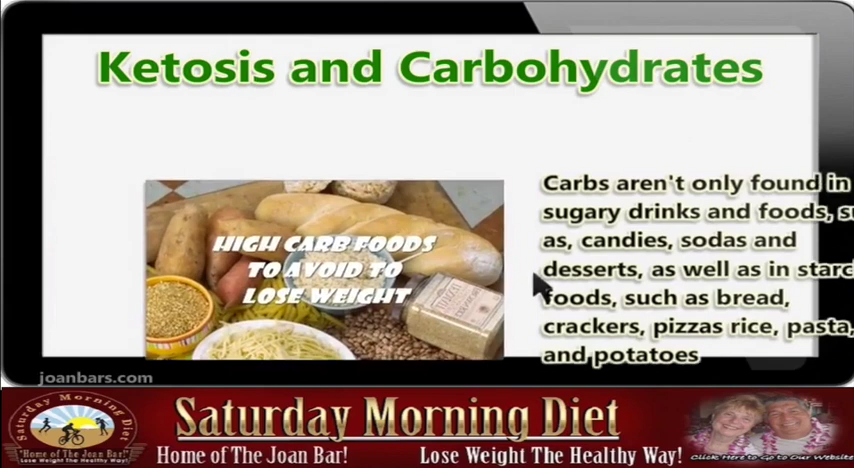 Ketosis and Carbohydrates
Carbs aren't only found in
sugary drinks and foods,
as, candies, sodas and
desserts, as well as in
foods, such as bread,
crackers, pizzas rice, pasta,
and potatoes
HIGH CARB FOODS
TO AVOID TO
LOSE WEIGHT
joanbars.com
Saturday Morning Diet
"Home of The Joan Bar!"
Lose Weight The Healthy Way!
Saturday Morning Diet
Home of The Joan Bar!
Lose Weight The Healthy Way!
Click Here to Go to Our Website